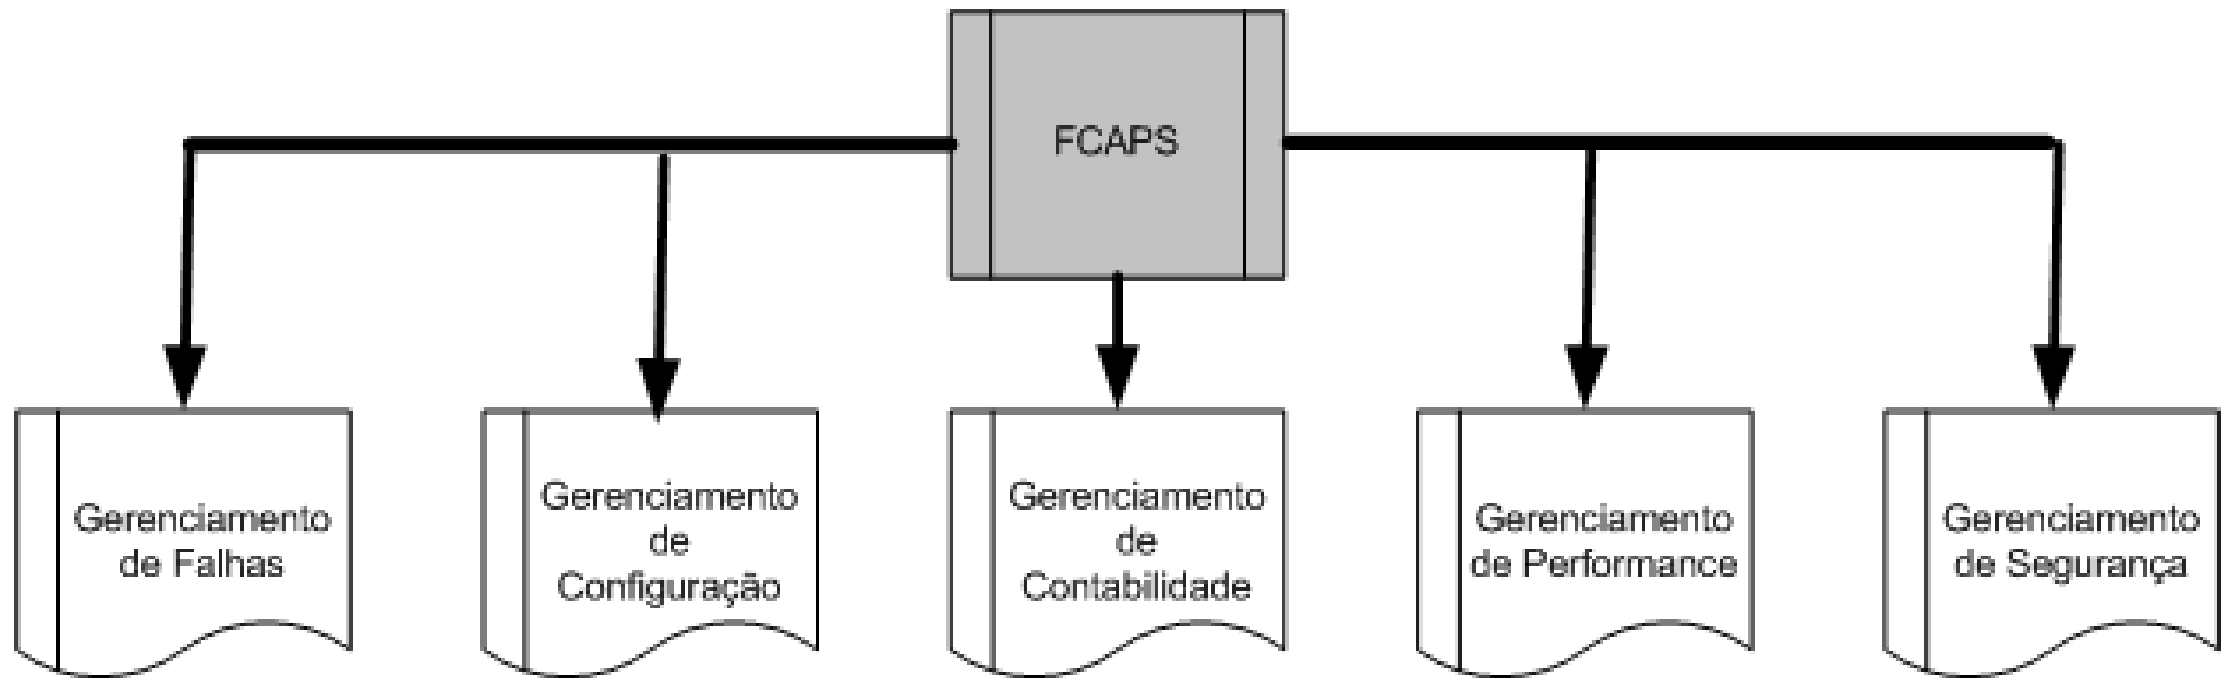 FCAPS
Gerenciamento
de Falhas
Gerenciamento
de
Configuração
Gerenciamento
de
Contabilidade
Gerenciamento
de Performance
Gerenciamento
de Segurança